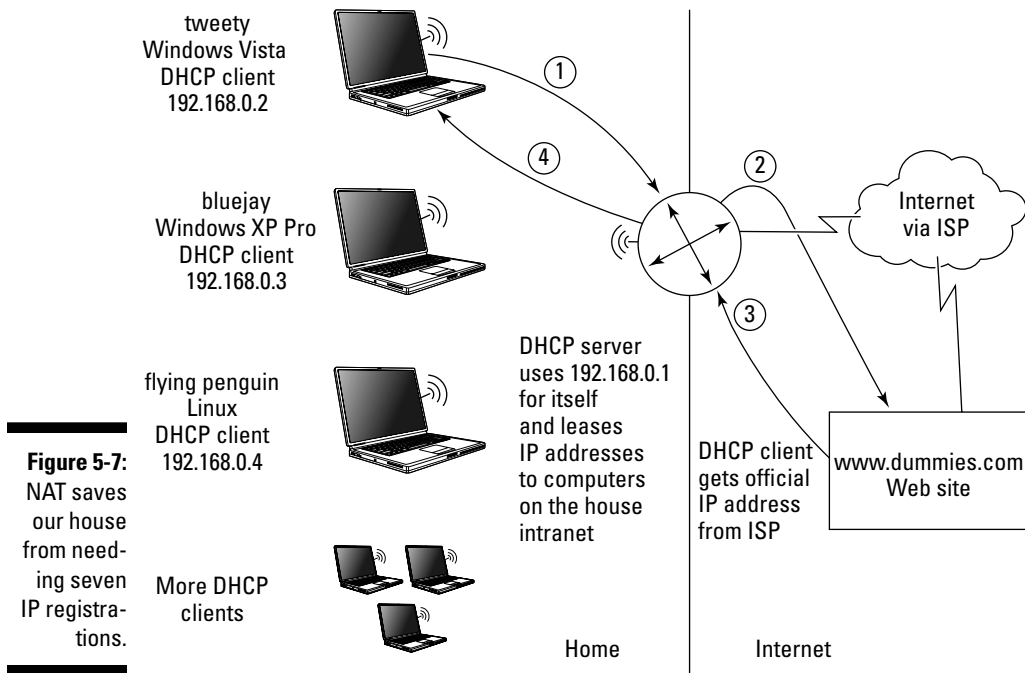 tweety
Windows Vista
DHCP client
192.168.0.2
1
4
2
Internet
via ISP
bluejay
Windows XP Pro
DHCP client
192.168.0.3
3
DHCP server
uses 192.168.0.1
for itself
and leases
IP addresses
to computers
on the house
intranet
flying penguin
Linux
DHCP client
192.168.0.4
DHCP client
gets official
IP address
from ISP
www.dummies.com
Web site
Figure 5-7:
NAT saves
our house
from need-
ing seven
IP registra-
tions.
More DHCP
clients
Home
Internet